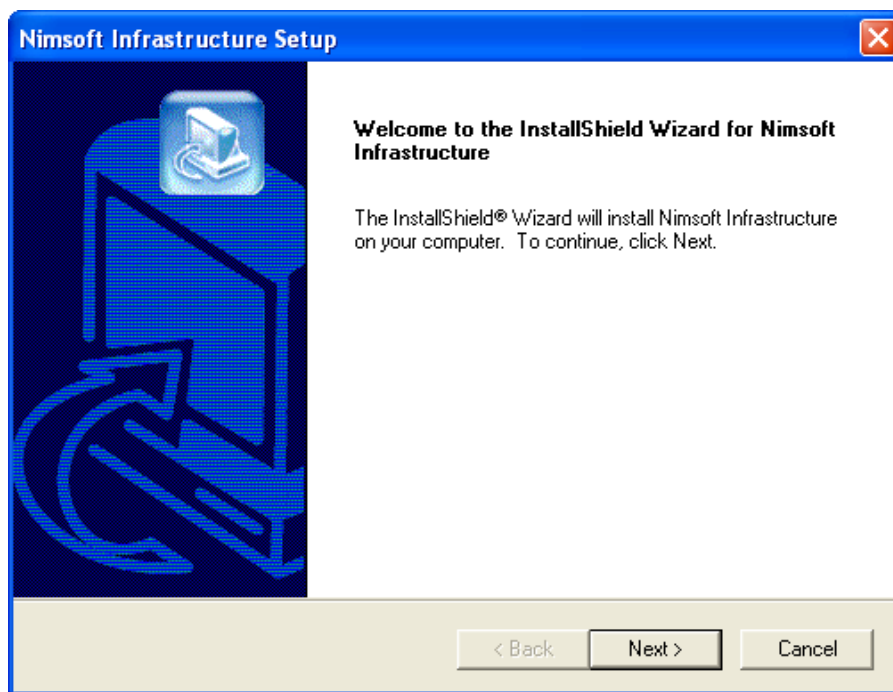 Nimsoft Infrastructure Setup
Welcome to the InstallShield Wizard for Nimsoft
Infrastructure
The InstallShield® Wizard will install Nimsoft Infrastructure
on your computer.  To continue, click Next.
< Back
Next >
Cancel